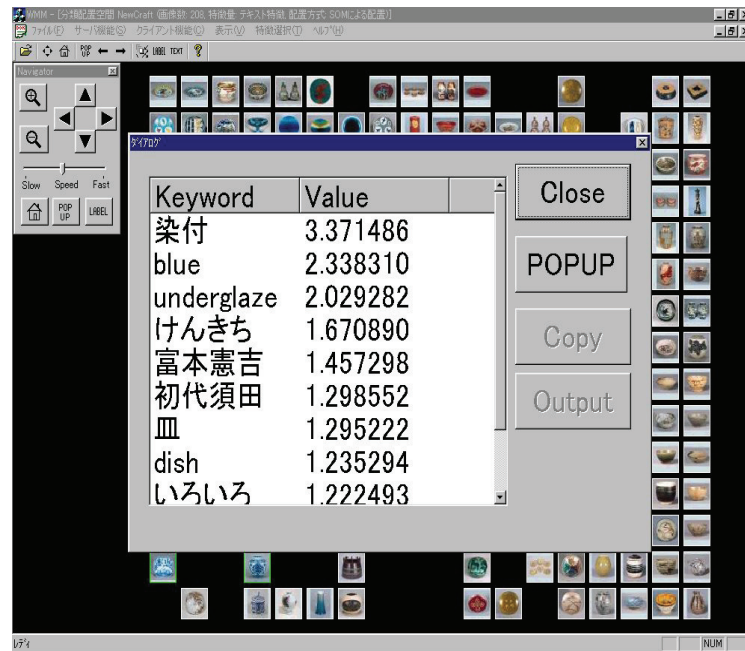 WMM - [分類配置空間 NewCraft (画像数: 208, 特徴量: テキスト特徴, 配置方式: SOMによる配置)]
ファイル(F) サーバ機能(S) クライアント機能(C) 表示(V) 特徴選択(T) ヘルプ(H)
POP UP LABEL TEXT
Navigator
Slow Speed Fast
POP UP LABEL
ダイアログ
Keyword Value
染付 3.371486
blue 2.338310
underglaze 2.029282
けんきち 1.670890
富本憲吉 1.457298
初代須田 1.298552
皿 1.295222
dish 1.235294
いろいろ 1.222493
Close
POPUP
Copy
Output
レディ NUM